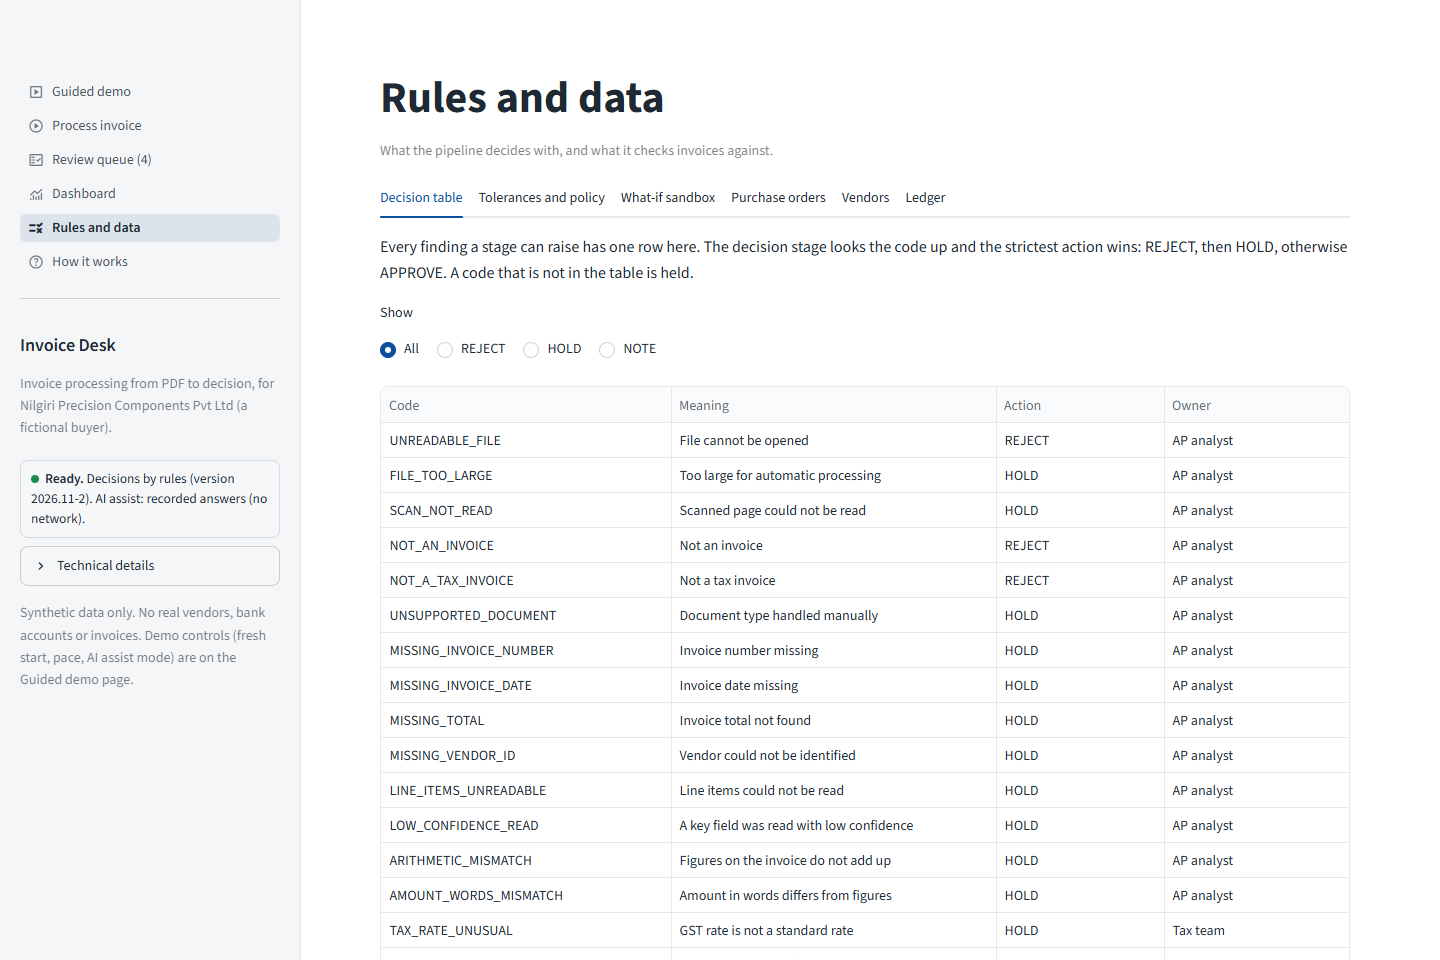 Guided demo
Process invoice
Review queue (4)
Dashboard
Rules and data
How it works
Invoice Desk
Invoice processing from PDF to decision, for
Nilgiri Precision Components Pvt Ltd (a
fictional buyer).
Ready. Decisions by rules (version
2026.11-2). AI assist: recorded answers (no
network).
Technical details
Synthetic data only. No real vendors, bank
accounts or invoices. Demo controls (fresh
start, pace, AI assist mode) are on the
Guided demo page.
Rules and data
What the pipeline decides with, and what it checks invoices against.
Decision table Tolerances and policy What-if sandbox Purchase orders Vendors Ledger
Every finding a stage can raise has one row here. The decision stage looks the code up and the strictest action wins: REJECT, then HOLD, otherwise
APPROVE. A code that is not in the table is held.
Show
All REJECT HOLD NOTE
Code Meaning Action Owner
UNREADABLE_FILE File cannot be opened REJECT AP analyst
FILE_TOO_LARGE Too large for automatic processing HOLD AP analyst
SCAN_NOT_READ Scanned page could not be read HOLD AP analyst
NOT_AN_INVOICE Not an invoice REJECT AP analyst
NOT_A_TAX_INVOICE Not a tax invoice REJECT AP analyst
UNSUPPORTED_DOCUMENT Document type handled manually HOLD AP analyst
MISSING_INVOICE_NUMBER Invoice number missing HOLD AP analyst
MISSING_INVOICE_DATE Invoice date missing HOLD AP analyst
MISSING_TOTAL Invoice total not found HOLD AP analyst
MISSING_VENDOR_ID Vendor could not be identified HOLD AP analyst
LINE_ITEMS_UNREADABLE Line items could not be read HOLD AP analyst
LOW_CONFIDENCE_READ A key field was read with low confidence HOLD AP analyst
ARITHMETIC_MISMATCH Figures on the invoice do not add up HOLD AP analyst
AMOUNT_WORDS_MISMATCH Amount in words differs from figures HOLD AP analyst
TAX_RATE_UNUSUAL GST rate is not a standard rate HOLD Tax team